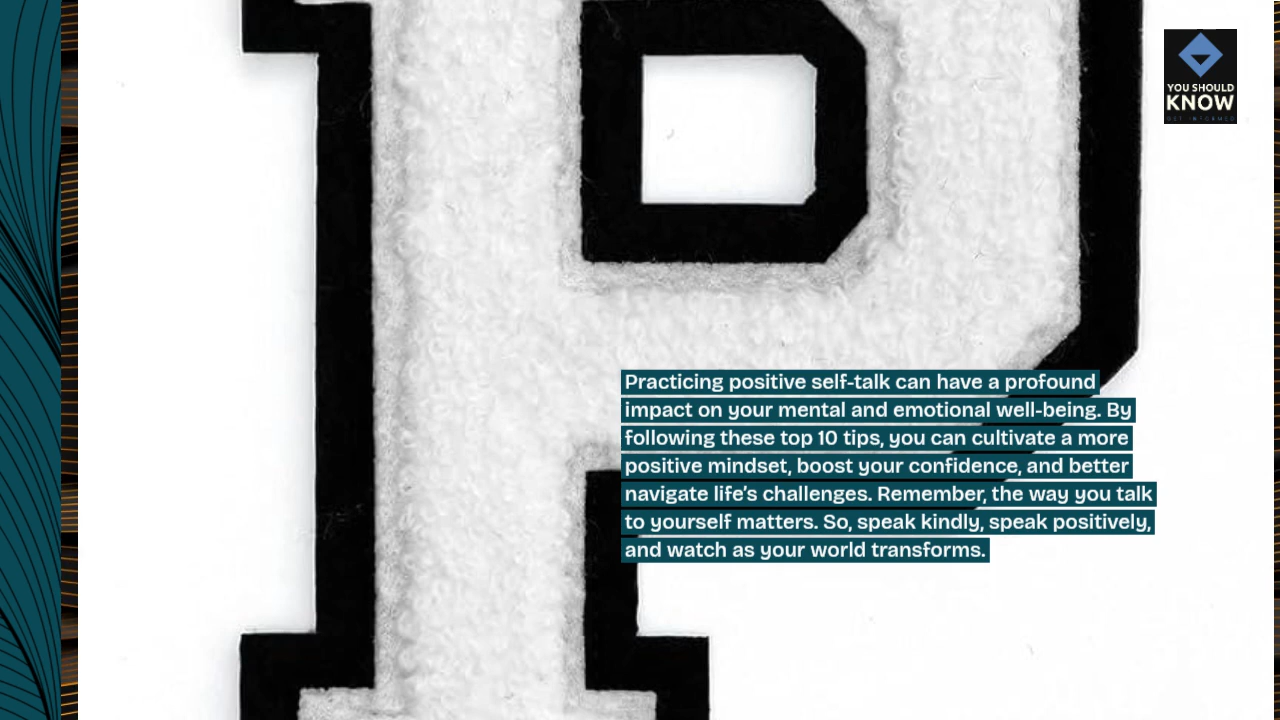 P
YOU SHOULD
KNOW
GET INFORMED
Practicing positive self-talk can have a profound
impact on your mental and emotional well-being. By
following these top 10 tips, you can cultivate a more
positive mindset, boost your confidence, and better
navigate life's challenges. Remember, the way you talk
to yourself matters. So, speak kindly, speak positively,
and watch as your world transforms.